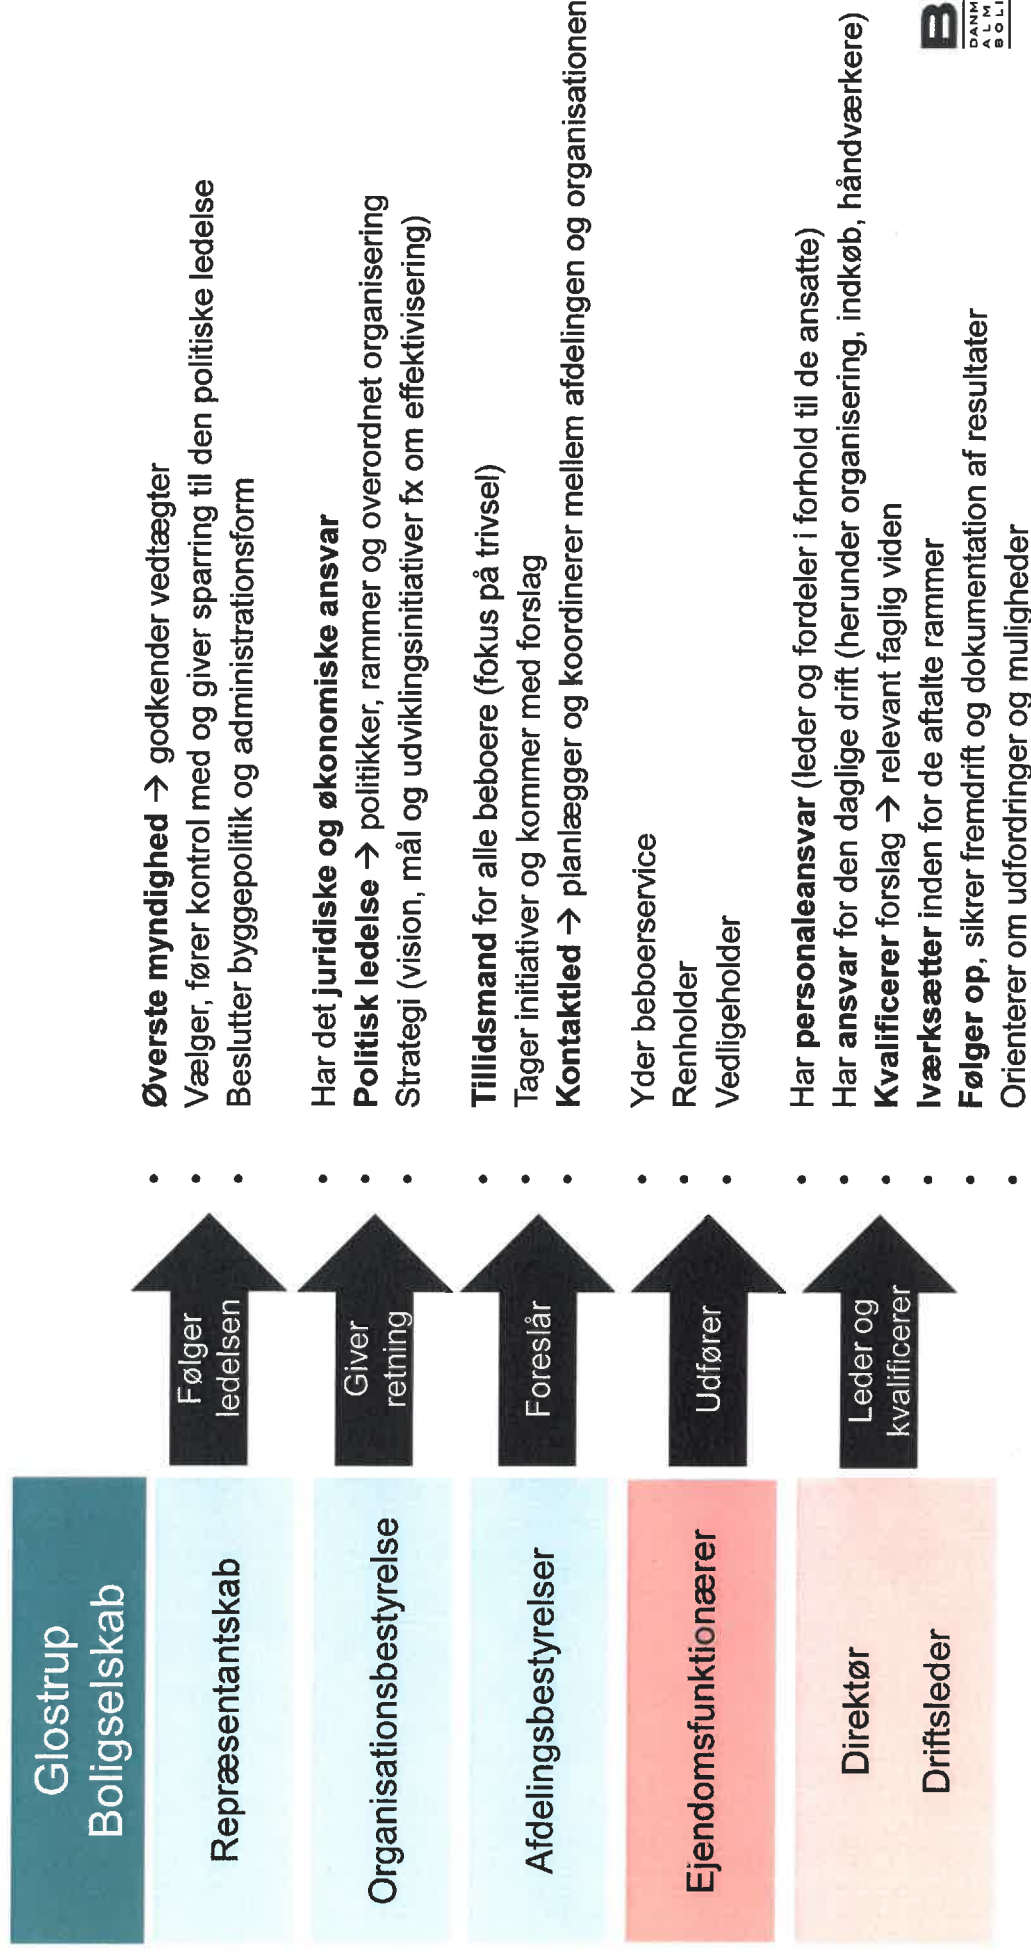 Glostrup
Boligselskab
Repræsentantskab
Følger
ledelsen
• Øverste myndighed → godkender vedtægter
• Vælger, fører kontrol med og giver sparring til den politiske ledelse
• Beslutter byggepolitik og administrationsform
Organisationsbestyrelse
Giver
retning
• Har det juridiske og økonomiske ansvar
• Politisk ledelse → politikker, rammer og overordnet organisering
• Strategi (vision, mål og udviklingsinitiativer fx om effektivisering)
Afdelingsbestyrelser
Foreslår
• Tillidsmand for alle beboere (fokus på trivsel)
• Tager initiativer og kommer med forslag
• Kontaktled → planlægger og koordinerer mellem afdelingen og organisationen
Ejendomsfunktionærer
Udfører
• Yder beboerservice
• Renholder
• Vedligeholder
Direktør
Driftsleder
Leder og
kvalificerer
• Har personaleansvar (leder og fordeler i forhold til de ansatte)
• Har ansvar for den daglige drift (herunder organisering, indkøb, håndværkere)
• Kvalificerer forslag → relevant faglig viden
• Iværksætter inden for de aftalte rammer
• Følger op, sikrer fremdrift og dokumentation af resultater
• Orienterer om udfordringer og muligheder
B
DANM
ALM
BOLI